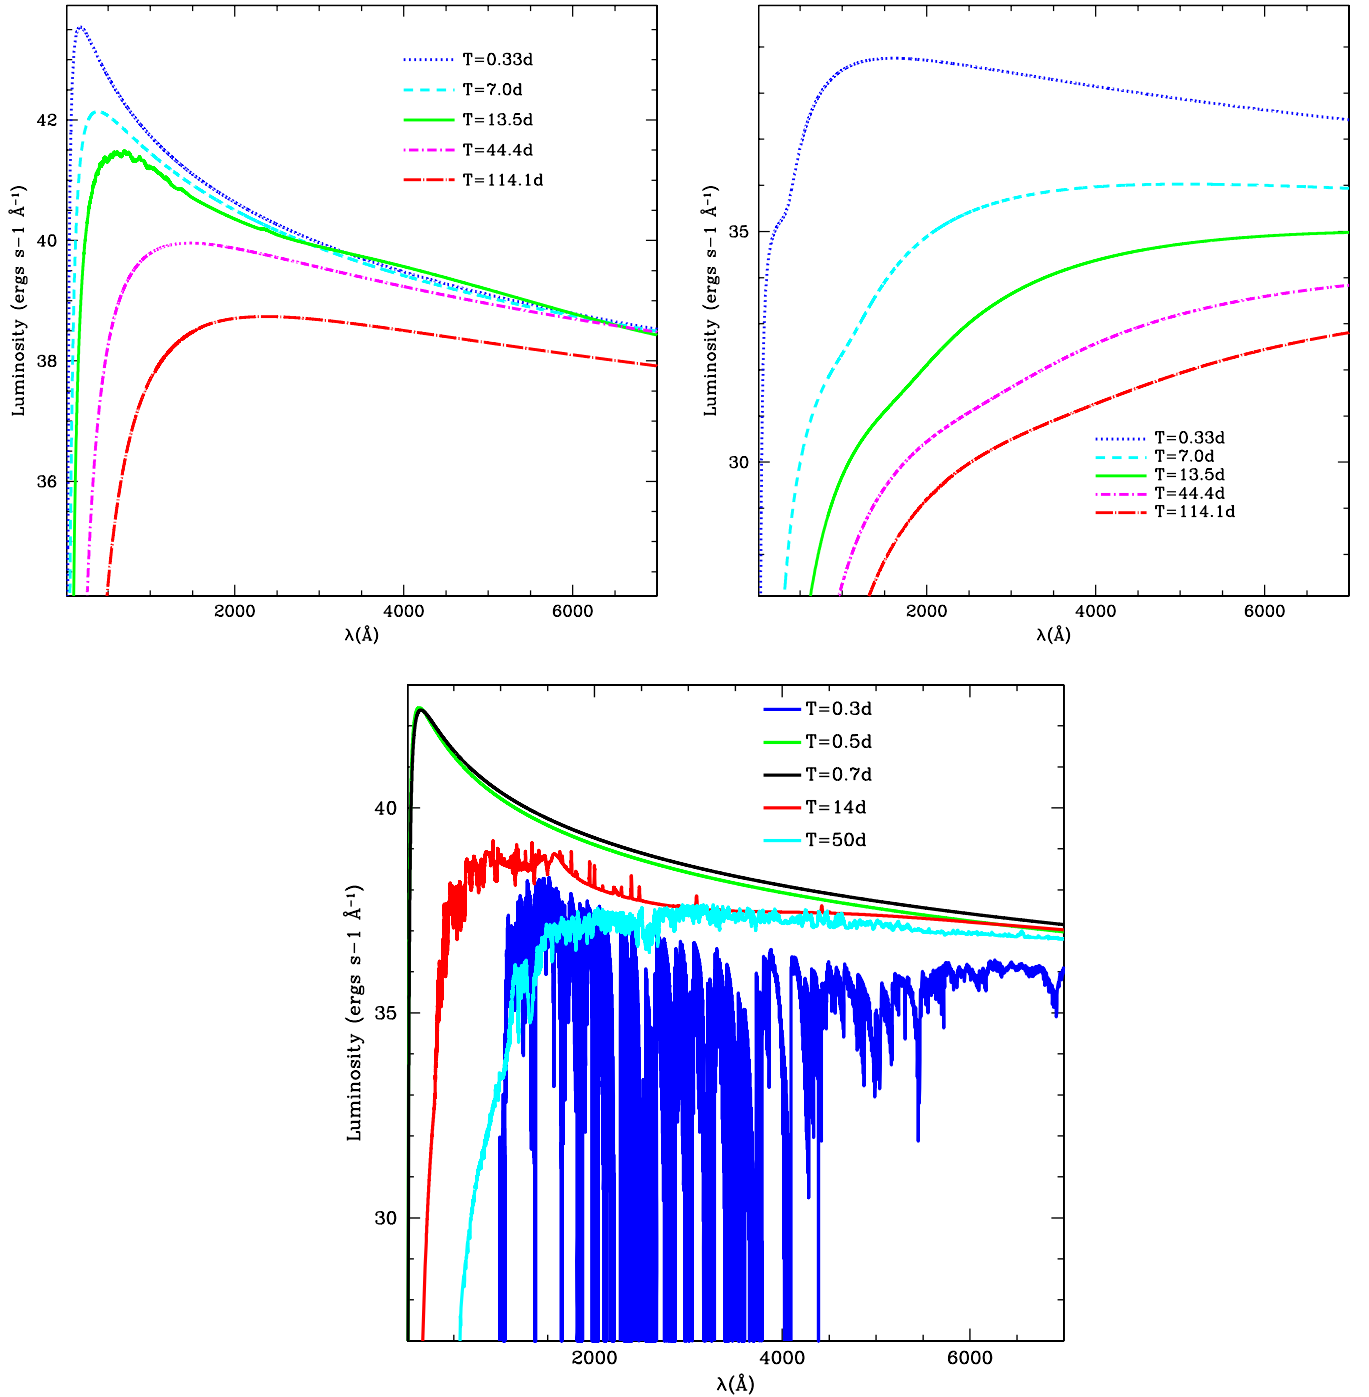 T=0.33d
T=7.0d
T=13.5d
T=44.4d
T=114.1d
42
40
38
36
2000
4000
6000
λ(Å)
Luminosity (ergs s−1 Å⁻¹)
35
30
T=0.33d
T=7.0d
T=13.5d
T=44.4d
T=114.1d
2000
4000
6000
λ(Å)
Luminosity (ergs s−1 Å⁻¹)
T=0.3d
T=0.5d
T=0.7d
T=14d
T=50d
40
35
30
2000
4000
6000
λ(Å)
Luminosity (ergs s−1 Å⁻¹)